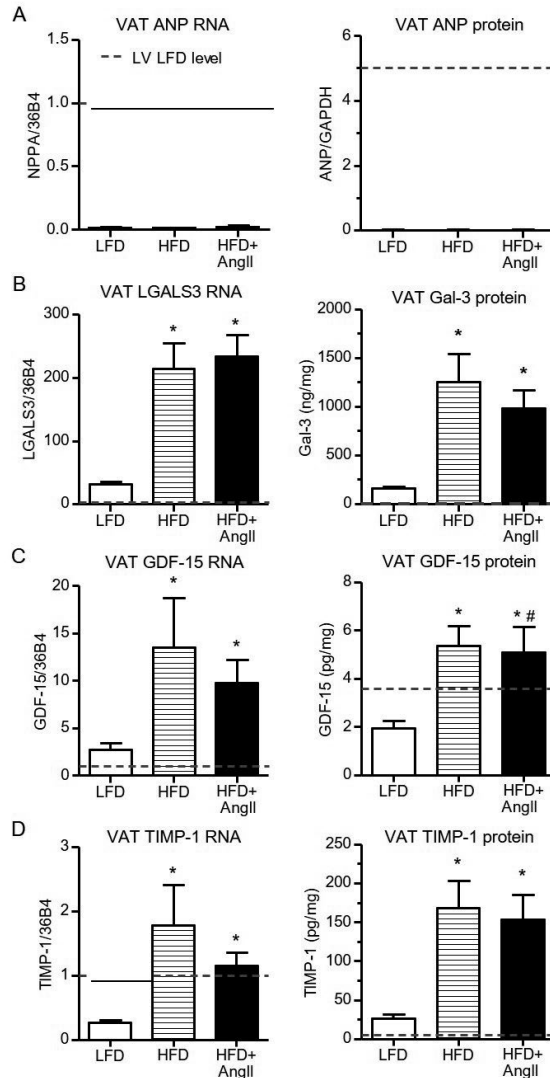 A
VAT ANP RNA
NPPA/36B4
1.5
1.0
0.5
0.0
LV LFD level
LFD
HFD
HFD+
AngII
VAT ANP protein
ANP/GAPDH
6
4
2
0
LFD
HFD
HFD+
AngII
B
VAT LGALS3 RNA
LGALS3/36B4
300
200
100
0
*
*
LFD
HFD
HFD+
AngII
VAT Gal-3 protein
Gal-3 (ng/mg)
2000
1500
1000
500
0
*
*
LFD
HFD
HFD+
AngII
C
VAT GDF-15 RNA
GDF-15/36B4
20
15
10
5
0
*
*
LFD
HFD
HFD+
AngII
VAT GDF-15 protein
GDF-15 (pg/mg)
8
6
4
2
0
*
* #
LFD
HFD
HFD+
AngII
D
VAT TIMP-1 RNA
TIMP-1/36B4
3
2
1
0
*
*
LFD
HFD
HFD+
AngII
VAT TIMP-1 protein
TIMP-1 (pg/mg)
200
150
100
50
0
*
*
LFD
HFD
HFD+
AngII